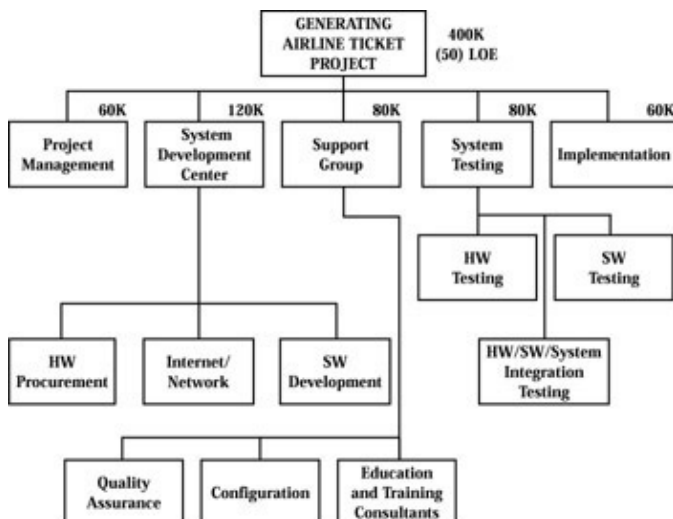 GENERATING
AIRLINE TICKET
PROJECT
400K
(50) LOE
60K
120K
80K
80K
60K
Project
Management
System
Development
Center
Support
Group
System
Testing
Implementation
HW
Testing
SW
Testing
HW
Procurement
Internet/
Network
SW
Development
HW/SW/System
Integration
Testing
Quality
Assurance
Configuration
Education
and Training
Consultants